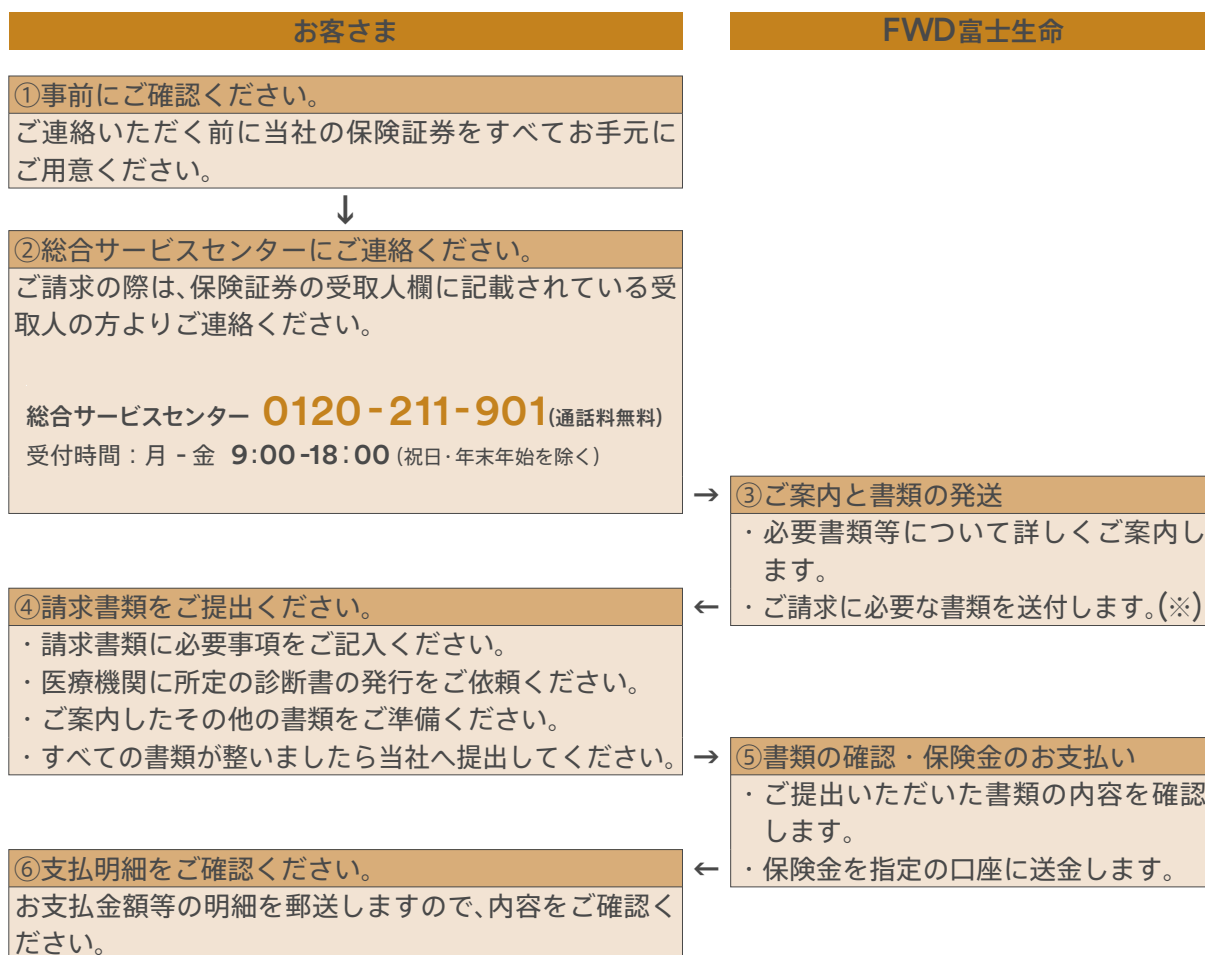 お客さま
FWD富士生命
①事前にご確認ください。
ご連絡いただく前に当社の保険証券をすべてお手元に
ご用意ください。
↓
②総合サービスセンターにご連絡ください。
ご請求の際は、保険証券の受取人欄に記載されている受
取人の方よりご連絡ください。
総合サービスセンター 0120-211-901(通話料無料)
受付時間：月 - 金 9:00-18:00 (祝日・年末年始を除く)
→
③ご案内と書類の発送
・必要書類等について詳しくご案内し
ます。
・ご請求に必要な書類を送付します。(※)
←
④請求書類をご提出ください。
・請求書類に必要事項をご記入ください。
・医療機関に所定の診断書の発行をご依頼ください。
・ご案内したその他の書類をご準備ください。
・すべての書類が整いましたら当社へ提出してください。
→
⑤書類の確認・保険金のお支払い
・ご提出いただいた書類の内容を確認
します。
・保険金を指定の口座に送金します。
←
⑥支払明細をご確認ください。
お支払金額等の明細を郵送しますので、内容をご確認く
ださい。